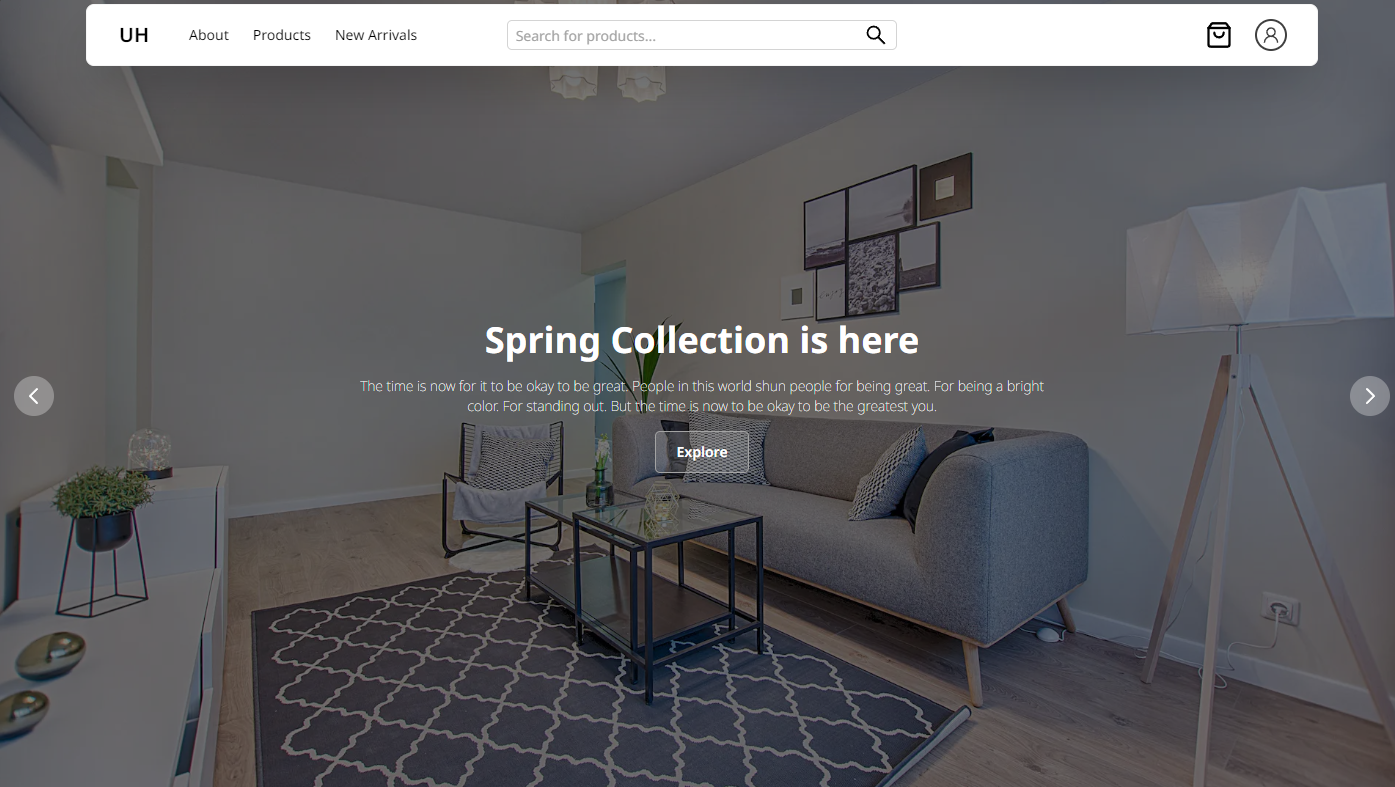 UH
About
Products
New Arrivals
Search for products...
Spring Collection is here
The time is now for it to be okay to be great. People in this world shun people for being great. For being a bright
color. For standing out. But the time is now to be okay to be the greatest you.
Explore